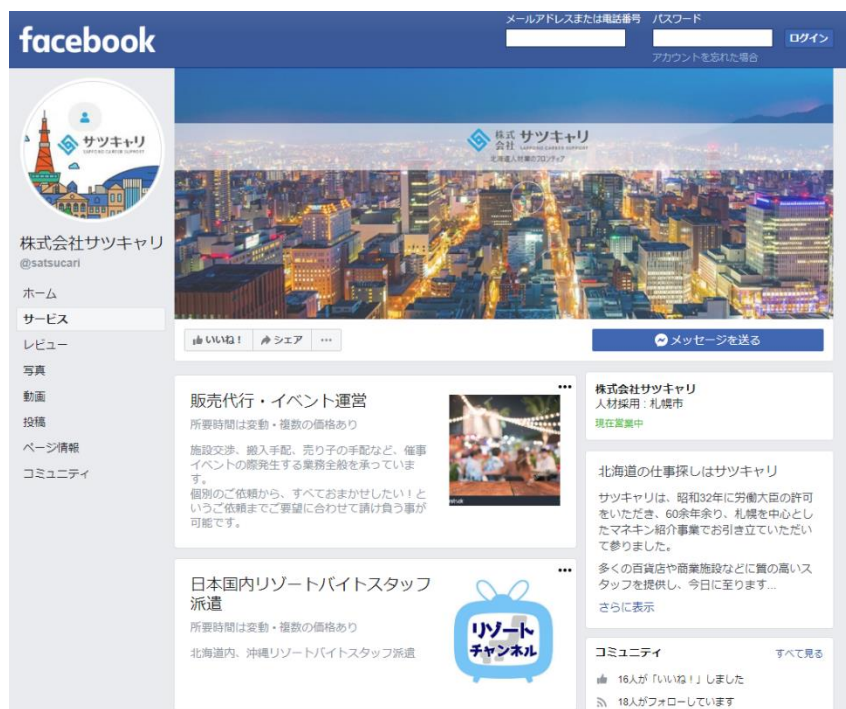 メールアドレスまたは電話番号 パスワード
facebook
ログイン
アカウントを忘れた場合
サツキャリ
SAPPORO CAREER SUPPORT
株式会社 サツキャリ
SAPPORO CAREER SUPPORT
北海道人材業のフロンティア
株式会社サツキャリ
@satsucari
ホーム
サービス
レビュー
写真
動画
投稿
ページ情報
コミュニティ
いいね！
シェア
メッセージを送る
販売代行・イベント運営
所要時間は変動・複数の価格あり
施設交渉、搬入手配、売り子の手配など、催事
イベントの際発生する業務全般を承っていま
す。
個別のご依頼から、すべておまかせしたい！と
いうご依頼までご要望に合わせて請け負う事が
可能です。
日本国内リゾートバイトスタッフ
派遣
所要時間は変動・複数の価格あり
北海道内、沖縄リゾートバイトスタッフ派遣
リゾート
チャンネル
株式会社サツキャリ
人材採用 : 札幌市
現在営業中
北海道の仕事探しはサツキャリ
サツキャリは、昭和32年に労働大臣の許可
をいただき、60余年余り、札幌を中心とし
たマネキン紹介事業でお引き立ていただい
て参りました。
多くの百貨店や商業施設などに質の高いス
タッフを提供し、今日に至ります...
さらに表示
コミュニティ
すべて見る
16人が「いいね！」しました
18人がフォローしています